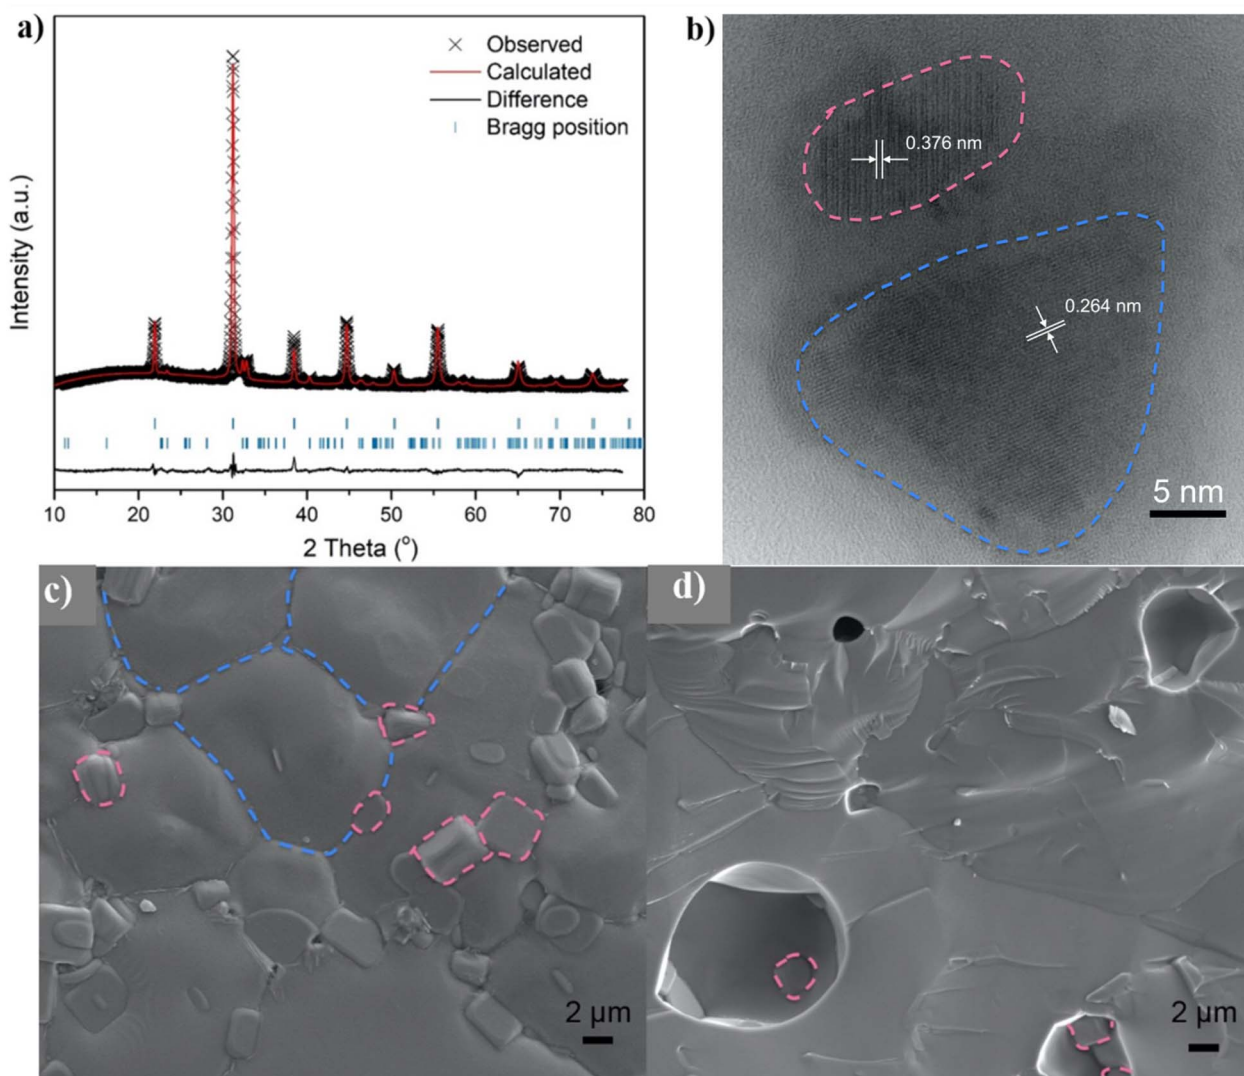 a)
Observed
Calculated
Difference
Bragg position
Intensity (a.u.)
10 20 30 40 50 60 70 80
2 Theta (°)
b)
0.376 nm
0.264 nm
5 nm
c)
2 μm
d)
2 μm